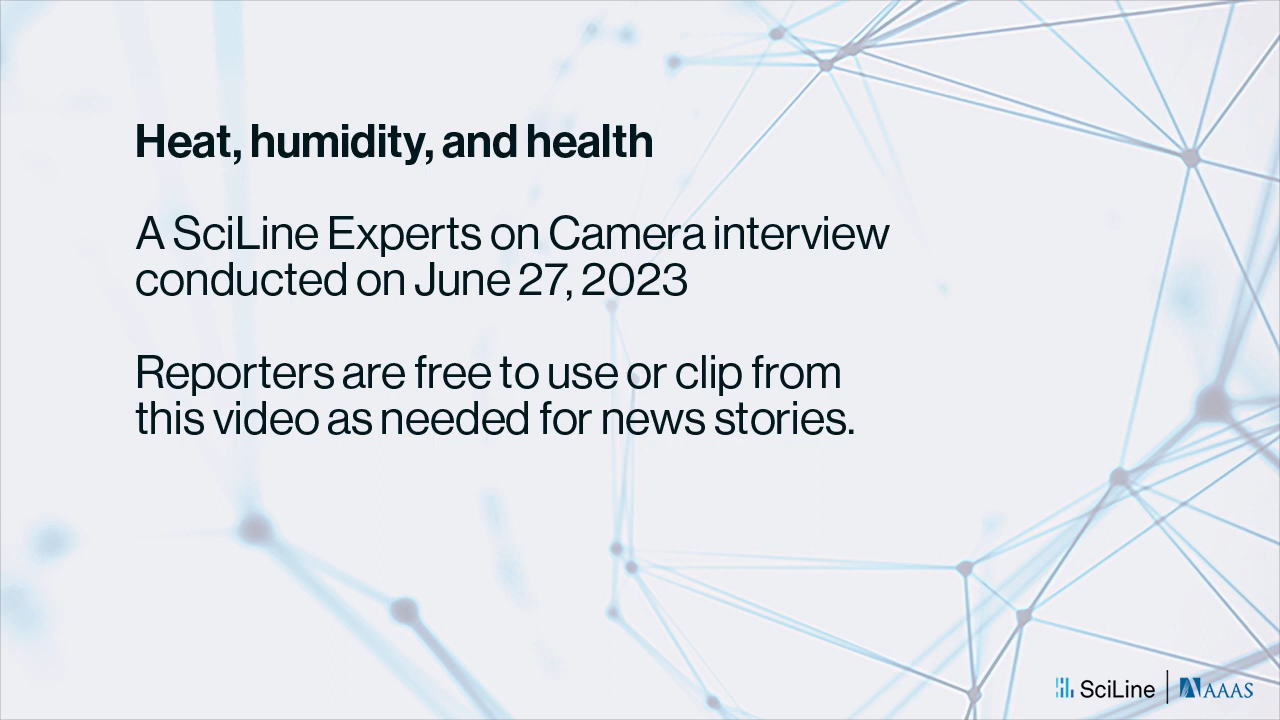 Heat, humidity, and health
A SciLine Experts on Camera interview
conducted on June 27, 2023
Reporters are free to use or clip from
this video as needed for news stories.
SciLine | AAAS